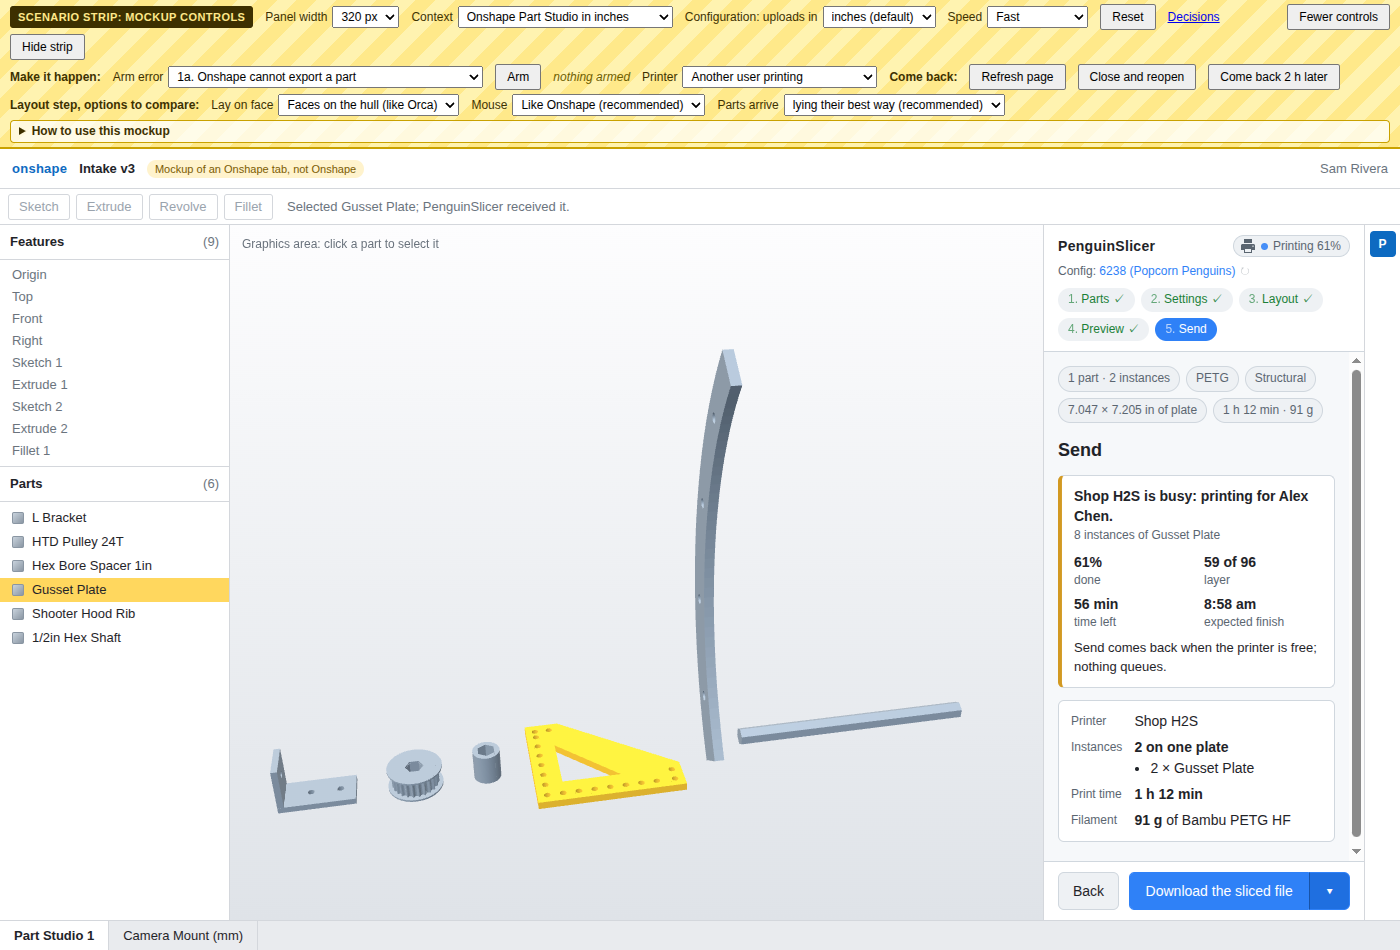 SCENARIO STRIP: MOCKUP CONTROLS Panel width 320 px Context Onshape Part Studio in inches Configuration: uploads in inches (default) Speed Fast Reset Decisions Fewer controls
Hide strip
Make it happen: Arm error 1a. Onshape cannot export a part Arm nothing armed Printer Another user printing Come back: Refresh page Close and reopen Come back 2 h later
Layout step, options to compare: Lay on face Faces on the hull (like Orca) Mouse Like Onshape (recommended) Parts arrive lying their best way (recommended)
▶ How to use this mockup
onshape Intake v3 Mockup of an Onshape tab, not Onshape Sam Rivera
Sketch Extrude Revolve Fillet Selected Gusset Plate; PenguinSlicer received it.
Features (9)
Origin
Top
Front
Right
Sketch 1
Extrude 1
Sketch 2
Extrude 2
Fillet 1
Parts (6)
L Bracket
HTD Pulley 24T
Hex Bore Spacer 1in
Gusset Plate
Shooter Hood Rib
1/2in Hex Shaft
Graphics area: click a part to select it
PenguinSlicer Printing 61%
P
Config: 6238 (Popcorn Penguins)
1. Parts ✓ 2. Settings ✓ 3. Layout ✓
4. Preview ✓ 5. Send
1 part · 2 instances PETG Structural
7.047 × 7.205 in of plate 1 h 12 min · 91 g
Send
Shop H2S is busy: printing for Alex
Chen.
8 instances of Gusset Plate
61% 59 of 96
done layer
56 min 8:58 am
time left expected finish
Send comes back when the printer is free;
nothing queues.
Printer Shop H2S
Instances 2 on one plate
• 2 × Gusset Plate
Print time 1 h 12 min
Filament 91 g of Bambu PETG HF
Back Download the sliced file ▼
Part Studio 1 Camera Mount (mm)